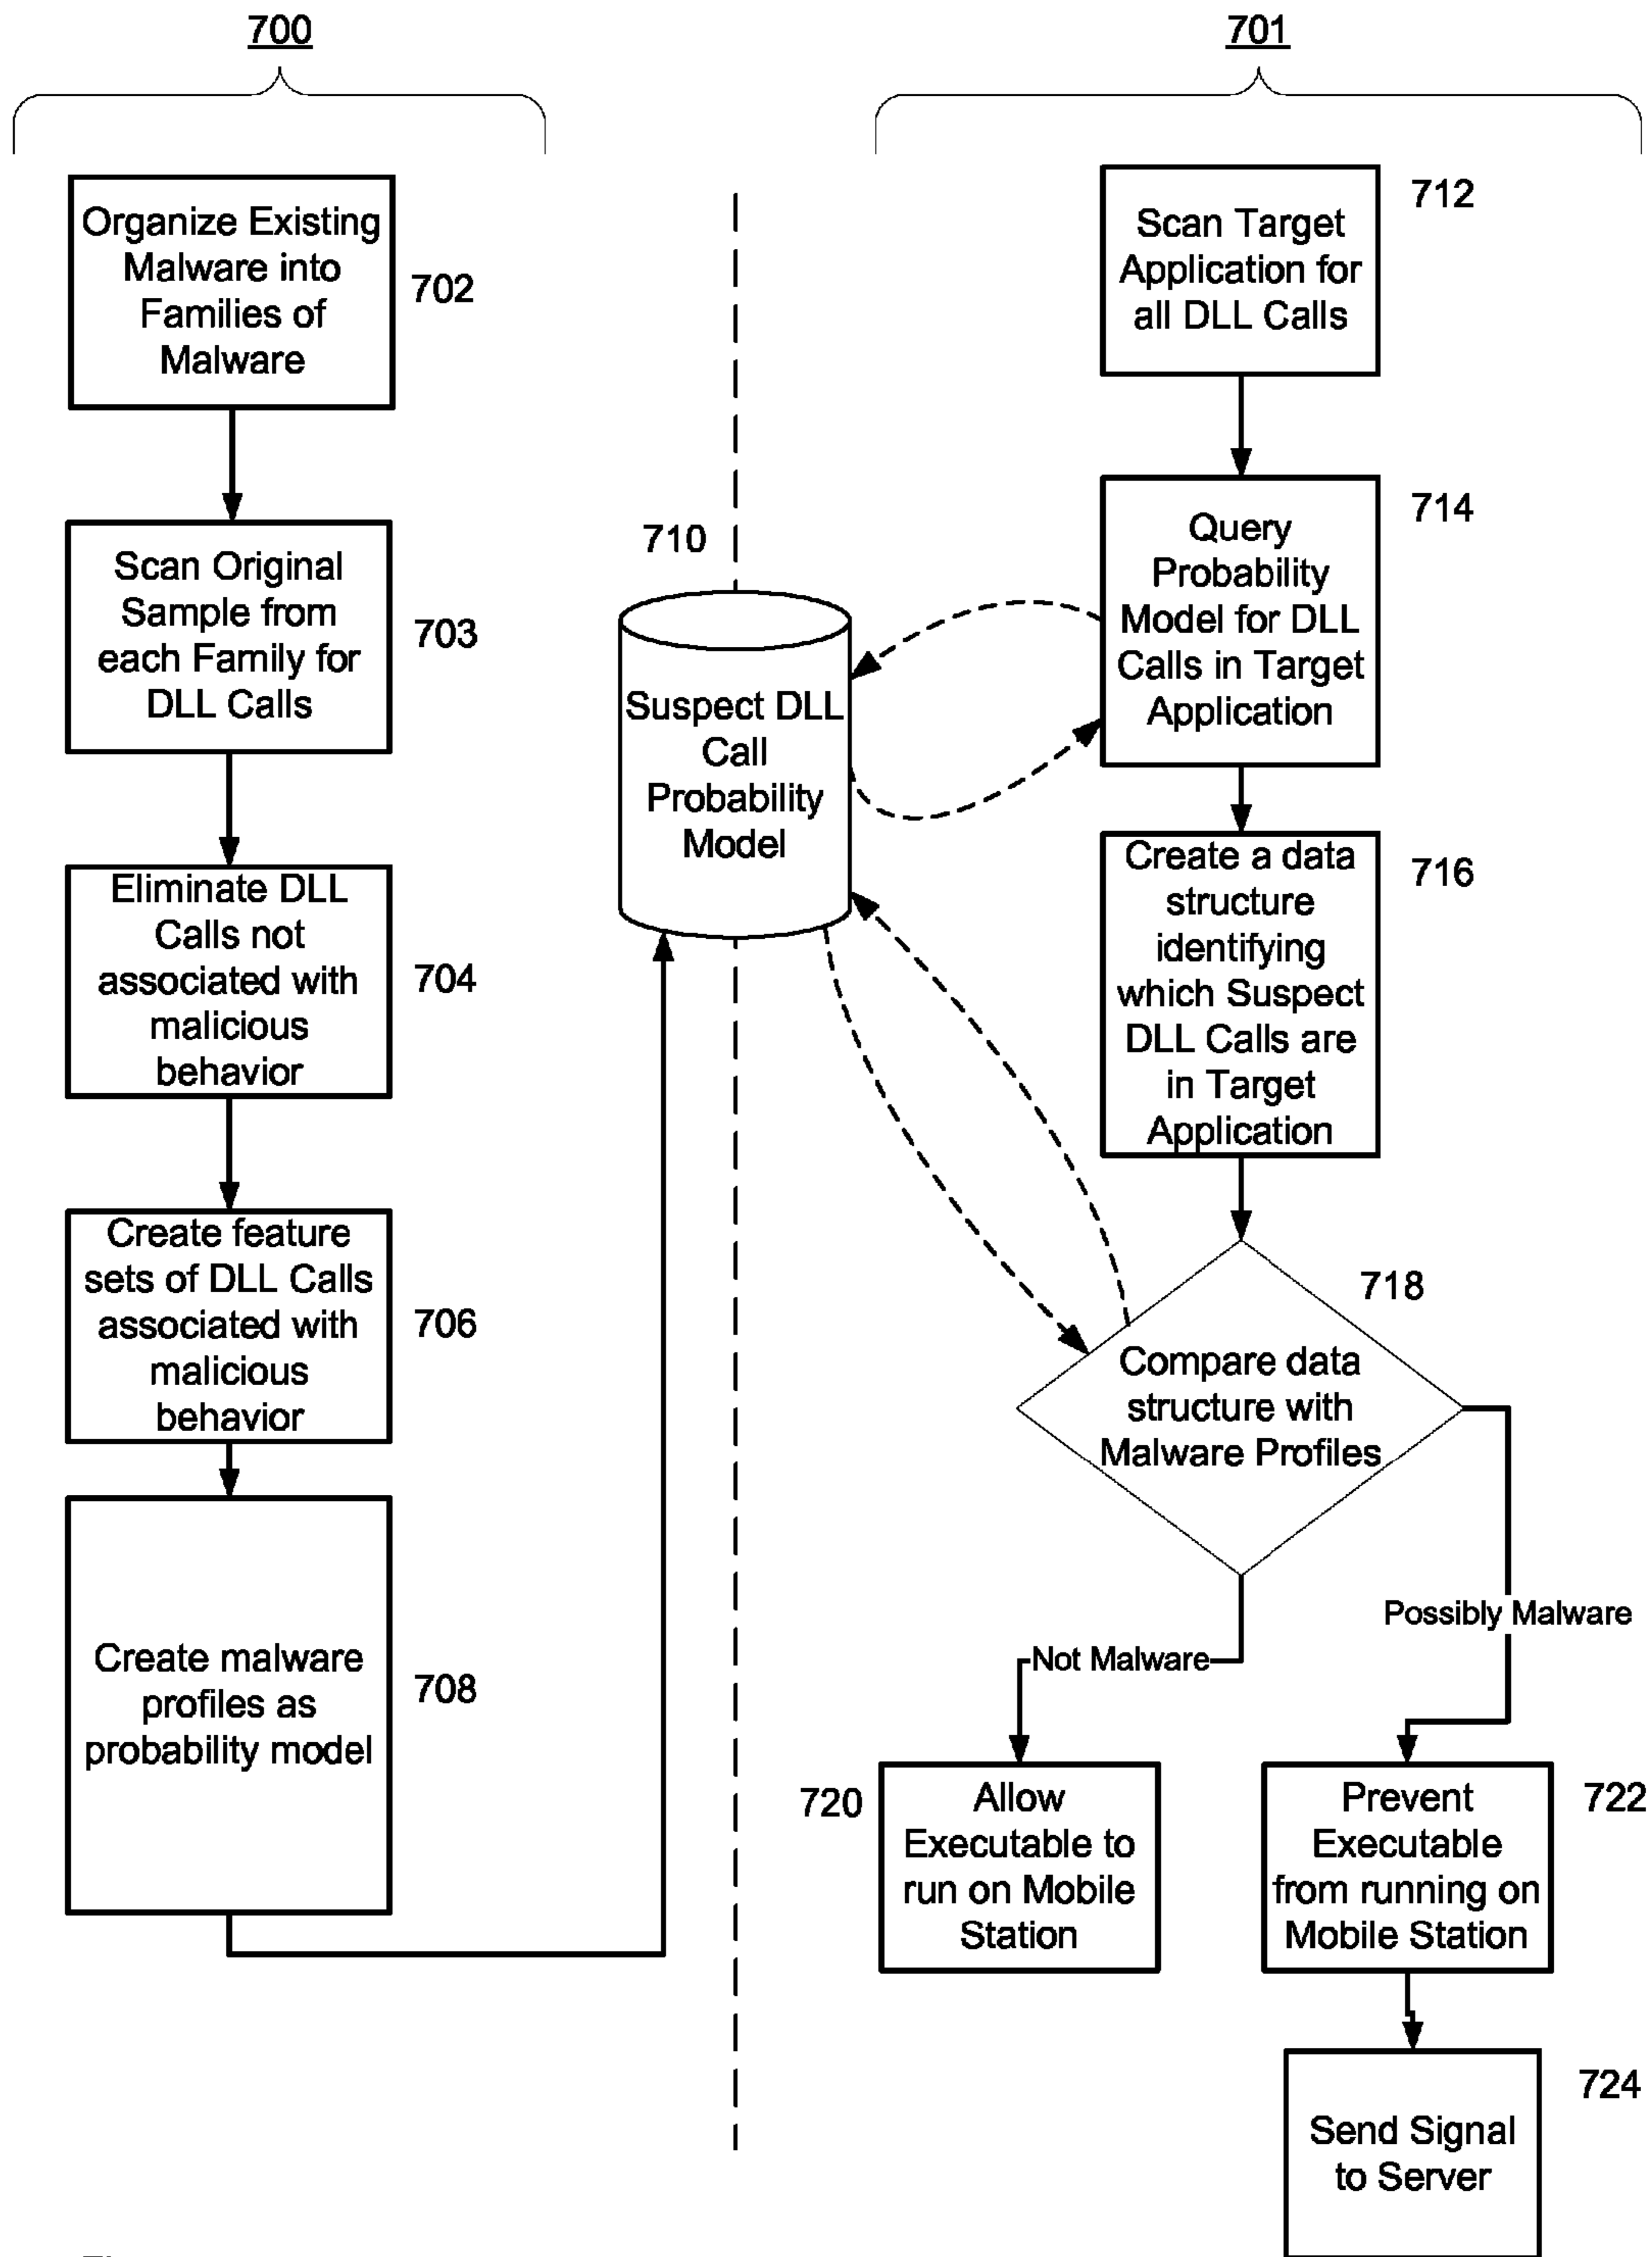 700
Organize Existing
Malware into
Families of
Malware
702
Scan Original
Sample from
each Family for
DLL Calls
703
Eliminate DLL
Calls not
associated with
malicious
behavior
704
Create feature
sets of DLL Calls
associated with
malicious
behavior
706
Create malware
profiles as
probability model
708
710
Suspect DLL
Call
Probability
Model
701
Scan Target
Application for
all DLL Calls
712
Query
Probability
Model for DLL
Calls in Target
Application
714
Create a data
structure
identifying
which Suspect
DLL Calls are
in Target
Application
716
Compare data
structure with
Malware Profiles
718
Not Malware
Possibly Malware
720
Allow
Executable to
run on Mobile
Station
Prevent
Executable
from running on
Mobile Station
722
Send Signal
to Server
724